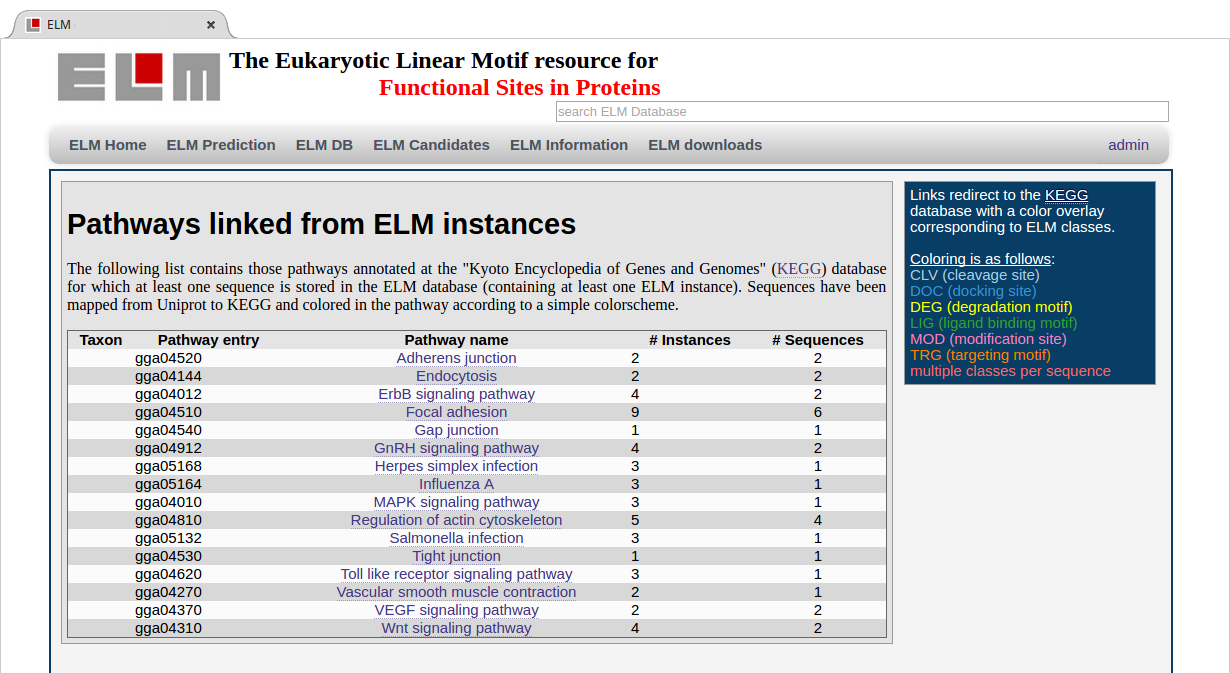 ELM
ELM
The Eukaryotic Linear Motif resource for
Functional Sites in Proteins
search ELM Database
ELM Home ELM Prediction ELM DB ELM Candidates ELM Information ELM downloads admin
Pathways linked from ELM instances
The following list contains those pathways annotated at the "Kyoto Encyclopedia of Genes and Genomes" (KEGG) database
for which at least one sequence is stored in the ELM database (containing at least one ELM instance). Sequences have been
mapped from Uniprot to KEGG and colored in the pathway according to a simple colorscheme.
Taxon Pathway entry Pathway name # Instances # Sequences
gga04520 Adherens junction 2 2
gga04144 Endocytosis 2 2
gga04012 ErbB signaling pathway 4 2
gga04510 Focal adhesion 9 6
gga04540 Gap junction 1 1
gga04912 GnRH signaling pathway 4 2
gga05168 Herpes simplex infection 3 1
gga05164 Influenza A 3 1
gga04010 MAPK signaling pathway 3 1
gga04810 Regulation of actin cytoskeleton 5 4
gga05132 Salmonella infection 3 1
gga04530 Tight junction 1 1
gga04620 Toll like receptor signaling pathway 3 1
gga04270 Vascular smooth muscle contraction 2 1
gga04370 VEGF signaling pathway 2 2
gga04310 Wnt signaling pathway 4 2
Links redirect to the KEGG
database with a color overlay
corresponding to ELM classes.
Coloring is as follows:
CLV (cleavage site)
DOC (docking site)
DEG (degradation motif)
LIG (ligand binding motif)
MOD (modification site)
TRG (targeting motif)
multiple classes per sequence